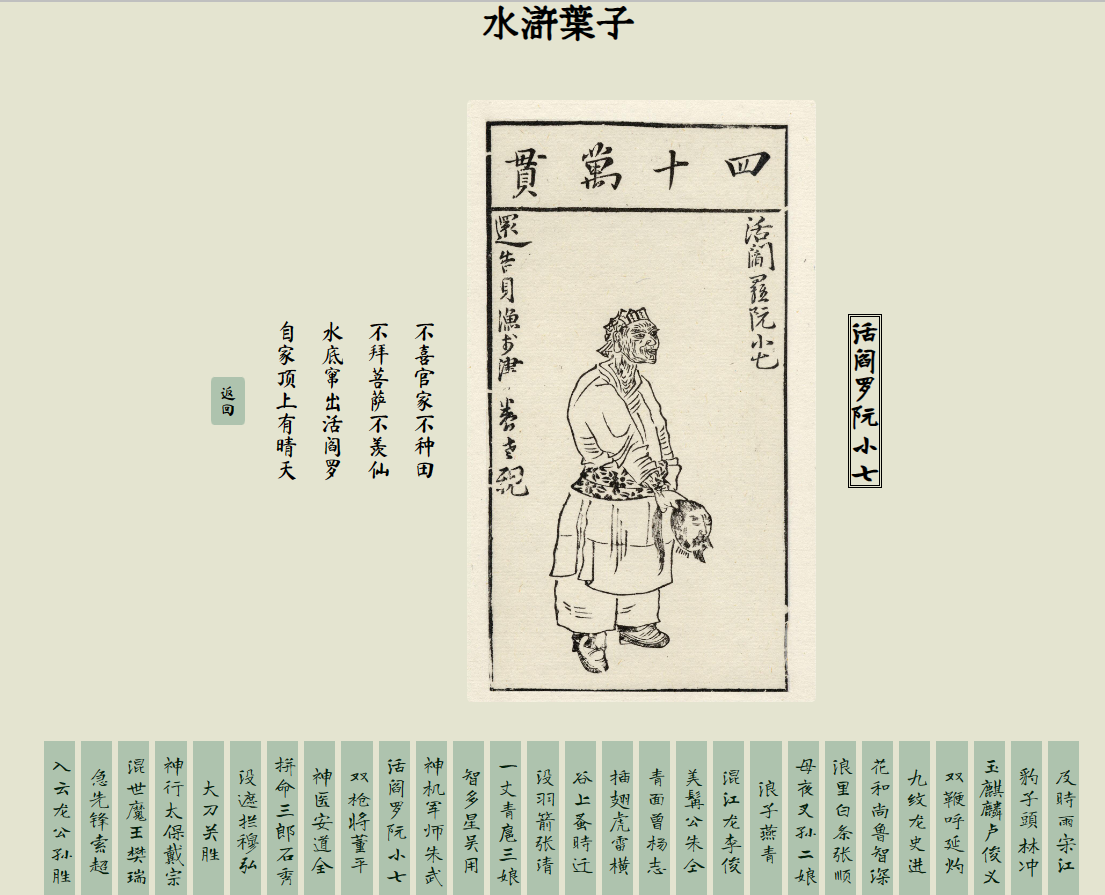 水滸葉子
四十萬貫
活閻羅阮小七
還告身漁於津
養老親
活阎罗阮小七
不喜官家不种田
不拜菩萨不羡仙
水底窜出活阎罗
自家顶上有晴天
返回
及時雨宋江
豹子頭林冲
玉麒麟卢俊义
双鞭呼延灼
九纹龙史进
花和尚鲁智深
浪里白条张顺
母夜叉孙二娘
浪子燕青
混江龙李俊
美髯公朱仝
青面曾杨志
插翅虎雷横
谷上蚤時迁
没羽箭张清
一丈青扈三娘
智多星吴用
神机军师朱武
活阎罗阮小七
双枪将董平
神医安道全
拼命三郎石秀
没遮拦穆弘
大刀关胜
神行太保戴宗
混世魔王樊瑞
急先锋索超
入云龙公孙胜